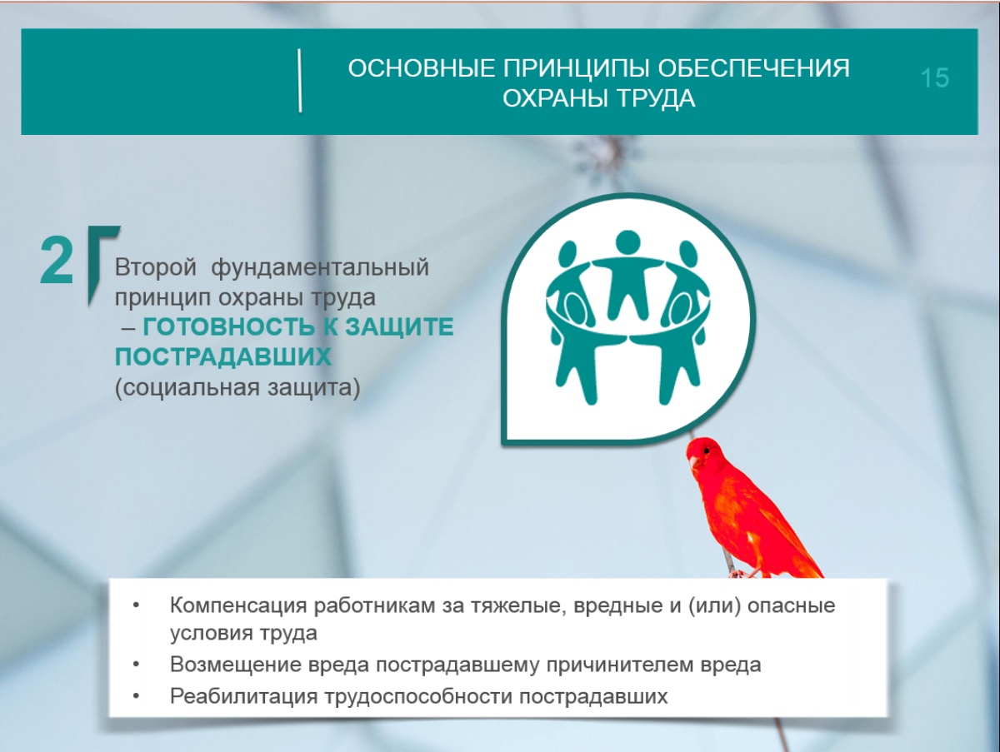 ОСНОВНЫЕ ПРИНЦИПЫ ОБЕСПЕЧЕНИЯ
ОХРАНЫ ТРУДА
15
2
Второй фундаментальный
принцип охраны труда
– ГОТОВНОСТЬ К ЗАЩИТЕ
ПОСТРАДАВШИХ
(социальная защита)
• Компенсация работникам за тяжелые, вредные и (или) опасные
условия труда
• Возмещение вреда пострадавшему причинителем вреда
• Реабилитация трудоспособности пострадавших